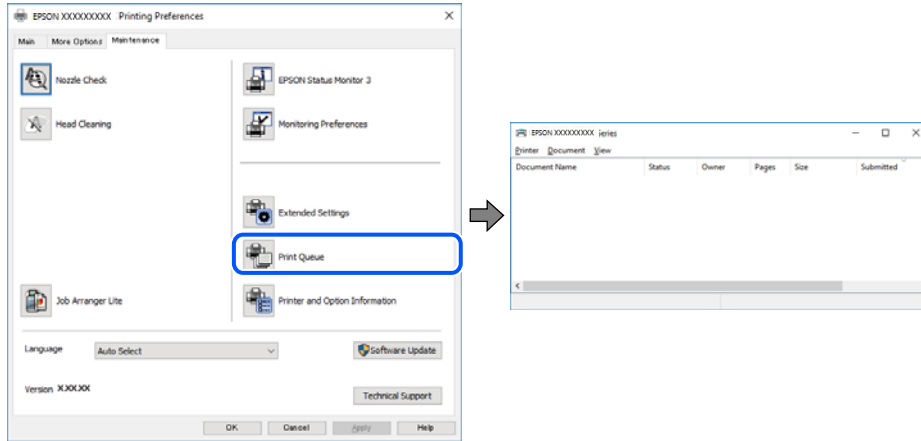 EPSON XXXXXXXXX Printing Preferences
Main More Options Maintenance
Nozzle Check
EPSON Status Monitor 3
Head Cleaning
Monitoring Preferences
Extended Settings
Print Queue
Job Arranger Lite
Printer and Option Information
Language Auto Select
Software Update
Version X.XX.XX
Technical Support
OK Cancel Apply Help
EPSON XXXXXXXXX Series
Printer Document View
Document Name Status Owner Pages Size Submitted